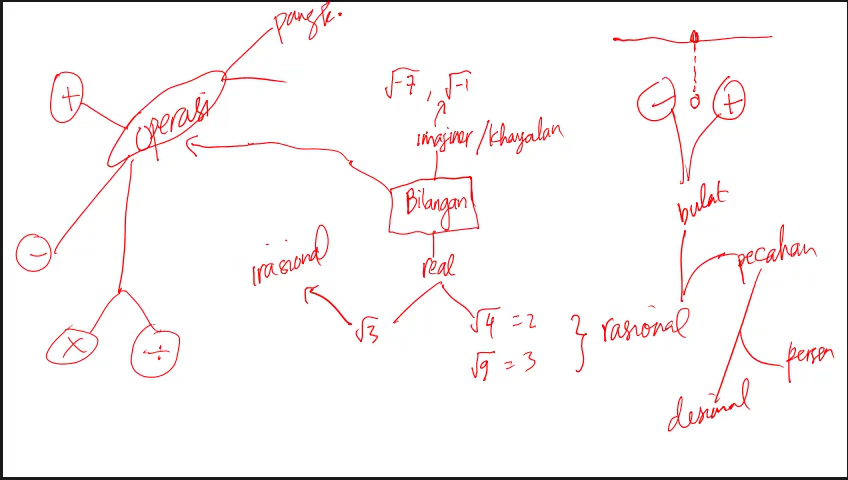 pangk.
+
operasi
√-7 , √-1
imajiner / khayalan
- 0 +
Bilangan
bulat
-
irasional
real
pecahan
√3
√4 = 2
√9 = 3
} rasional
× ÷
persen
desimal